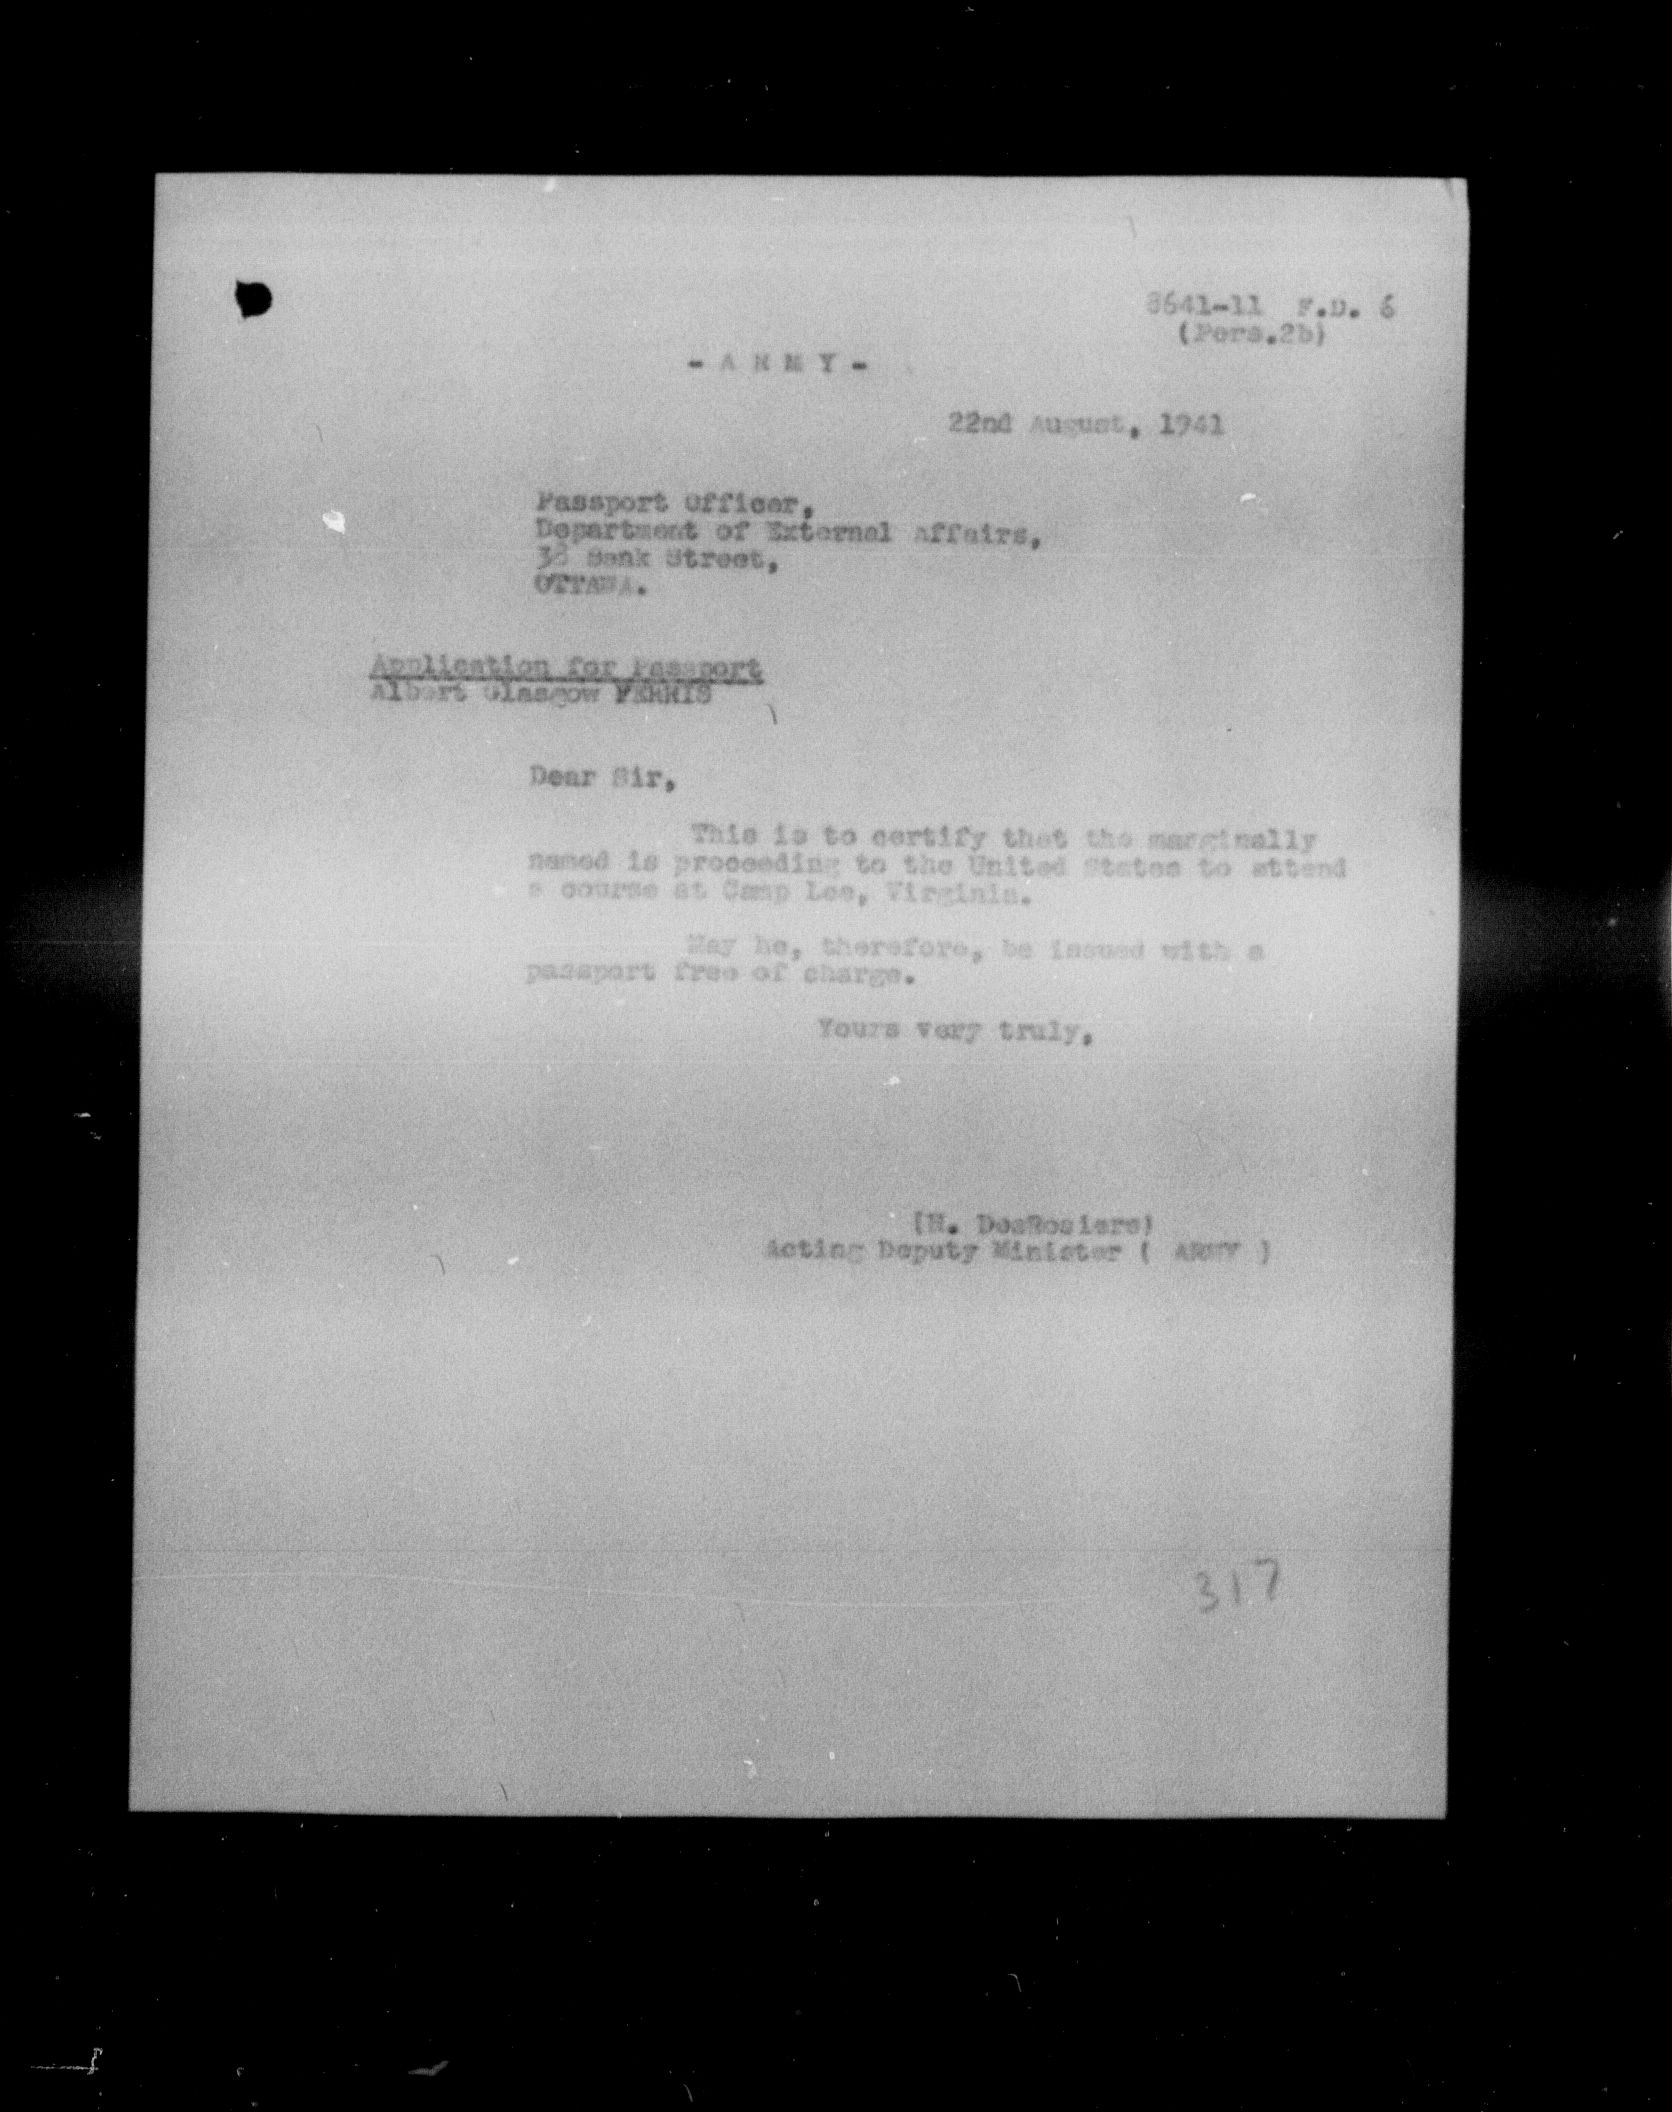 8641-11 F.D. 6
(Pers.2b)
- A R M Y -
22nd August, 1941
Passport Officer,
Department of External Affairs,
38 Bank Street,
OTTAWA.
Application for Passport
Albert Glasgow FERRIS
Dear Sir,
This is to certify that the marginally
named is proceeding to the United States to attend
a course at Camp Lee, Virginia.
May he, therefore, be issued with a
passport free of charge.
Yours very truly,
(H. DesRosiers)
Acting Deputy Minister ( ARMY )
317